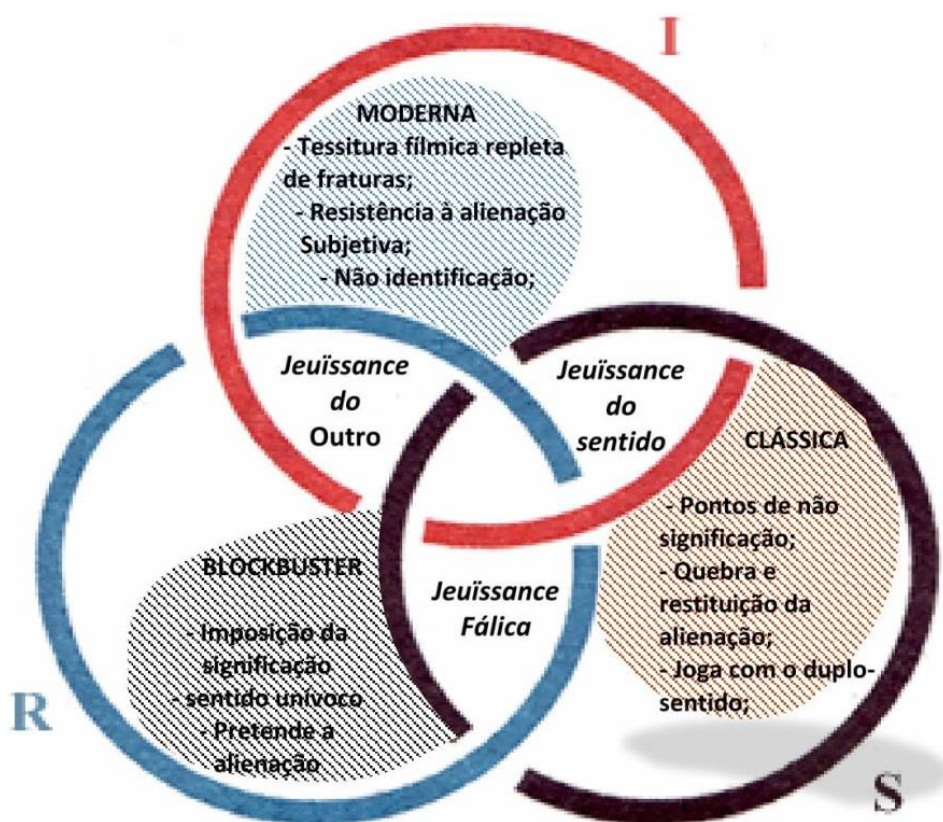 I
MODERNA
- Tessitura fílmica repleta
de fraturas;
- Resistência à alienação
Subjetiva;
- Não identificação;
Jeuïssance
do
Outro
Jeuïssance
do
sentido
CLÁSSICA
- Pontos de não
significação;
- Quebra e
restituição da
alienação;
- Joga com o duplo-
sentido;
BLOCKBUSTER
- Imposição da
significação
- sentido univoco
- Pretende a
alienação
Jeuïssance
Fálica
R
S